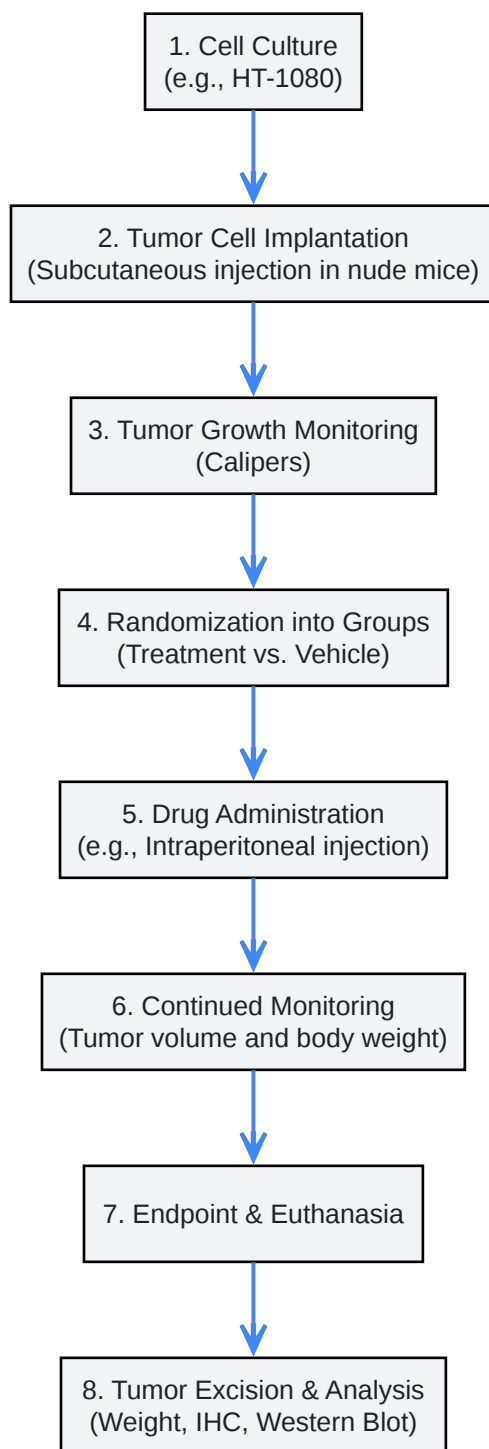 1. Cell Culture
(e.g., HT-1080)
2. Tumor Cell Implantation
(Subcutaneous injection in nude mice)
3. Tumor Growth Monitoring
(Calipers)
4. Randomization into Groups
(Treatment vs. Vehicle)
5. Drug Administration
(e.g., Intraperitoneal injection)
6. Continued Monitoring
(Tumor volume and body weight)
7. Endpoint & Euthanasia
8. Tumor Excision & Analysis
(Weight, IHC, Western Blot)